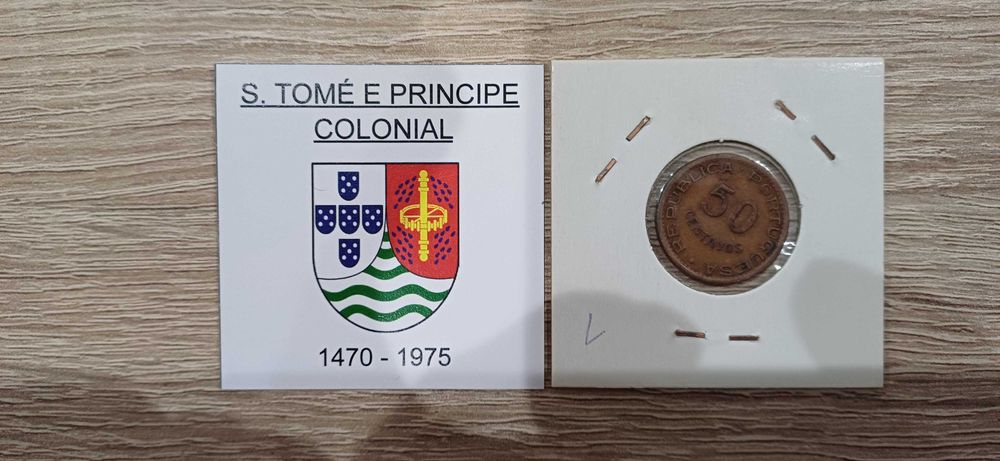 S. TOMÉ E PRINCIPE
COLONIAL
1470 - 1975
REPUBLICA PORTUGUESA
50
CENTAVOS